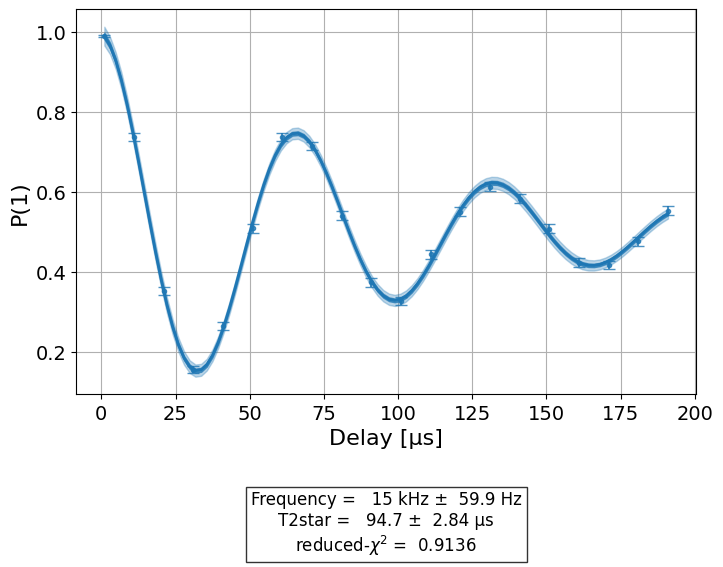 1.0
0.8
0.6
0.4
0.2
P(1)
0 25 50 75 100 125 150 175 200
Delay [μs]
Frequency = 15 kHz ± 59.9 Hz
T2star = 94.7 ± 2.84 μs
reduced-χ² = 0.9136